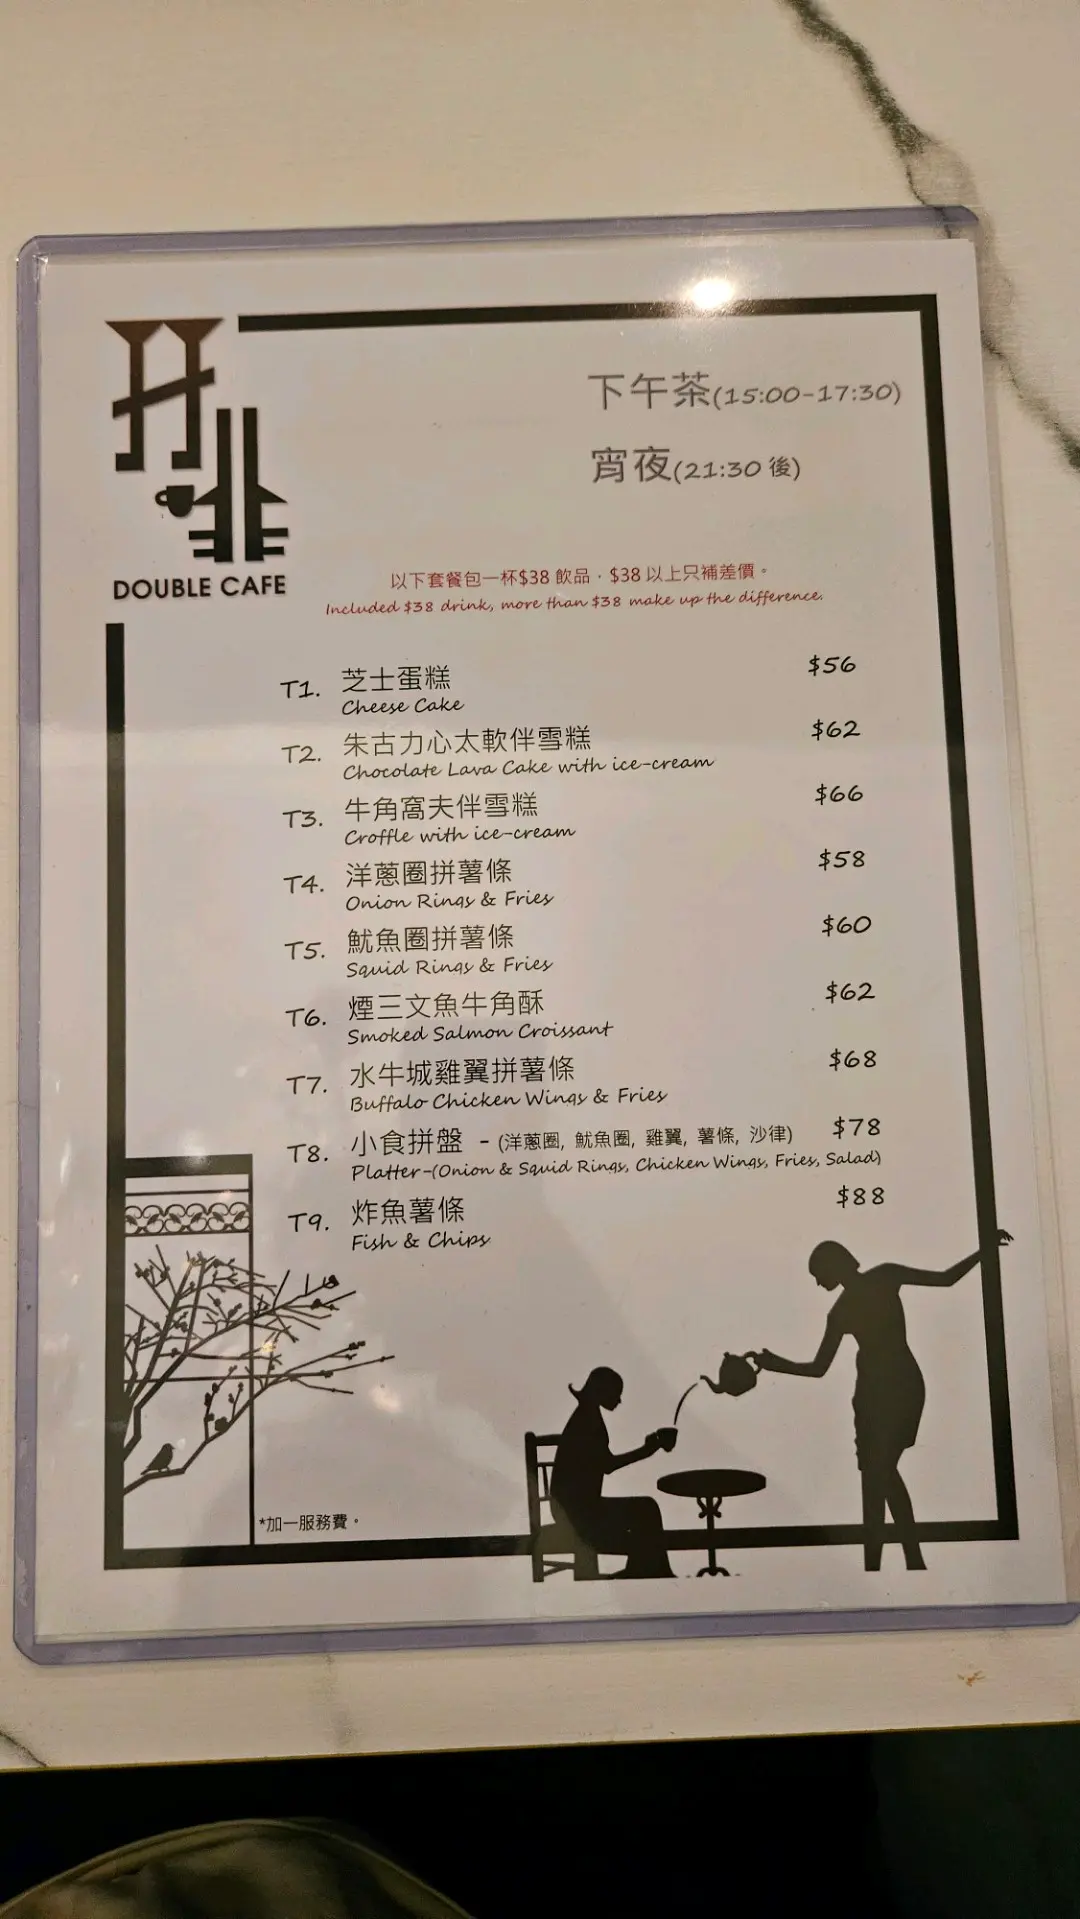 DOUBLE CAFE
下午茶(15:00-17:30)
宵夜(21:30 後)
以下套餐包一杯$38 飲品．$38 以上只補差價。
Included $38 drink, more than $38 make up the difference.
T1. 芝士蛋糕 $56
Cheese Cake
T2. 朱古力心太軟伴雪糕 $62
Chocolate Lava Cake with ice-cream
T3. 牛角窩夫伴雪糕 $66
Croffle with ice-cream
T4. 洋蔥圈拼薯條 $58
Onion Rings & Fries
T5. 魷魚圈拼薯條 $60
Squid Rings & Fries
T6. 煙三文魚牛角酥 $62
Smoked Salmon Croissant
T7. 水牛城雞翼拼薯條 $68
Buffalo Chicken Wings & Fries
T8. 小食拼盤 - (洋蔥圈, 魷魚圈, 雞翼, 薯條, 沙律) $78
Platter-(Onion & Squid Rings, Chicken Wings, Fries, Salad)
T9. 炸魚薯條 $88
Fish & Chips
*加一服務費。